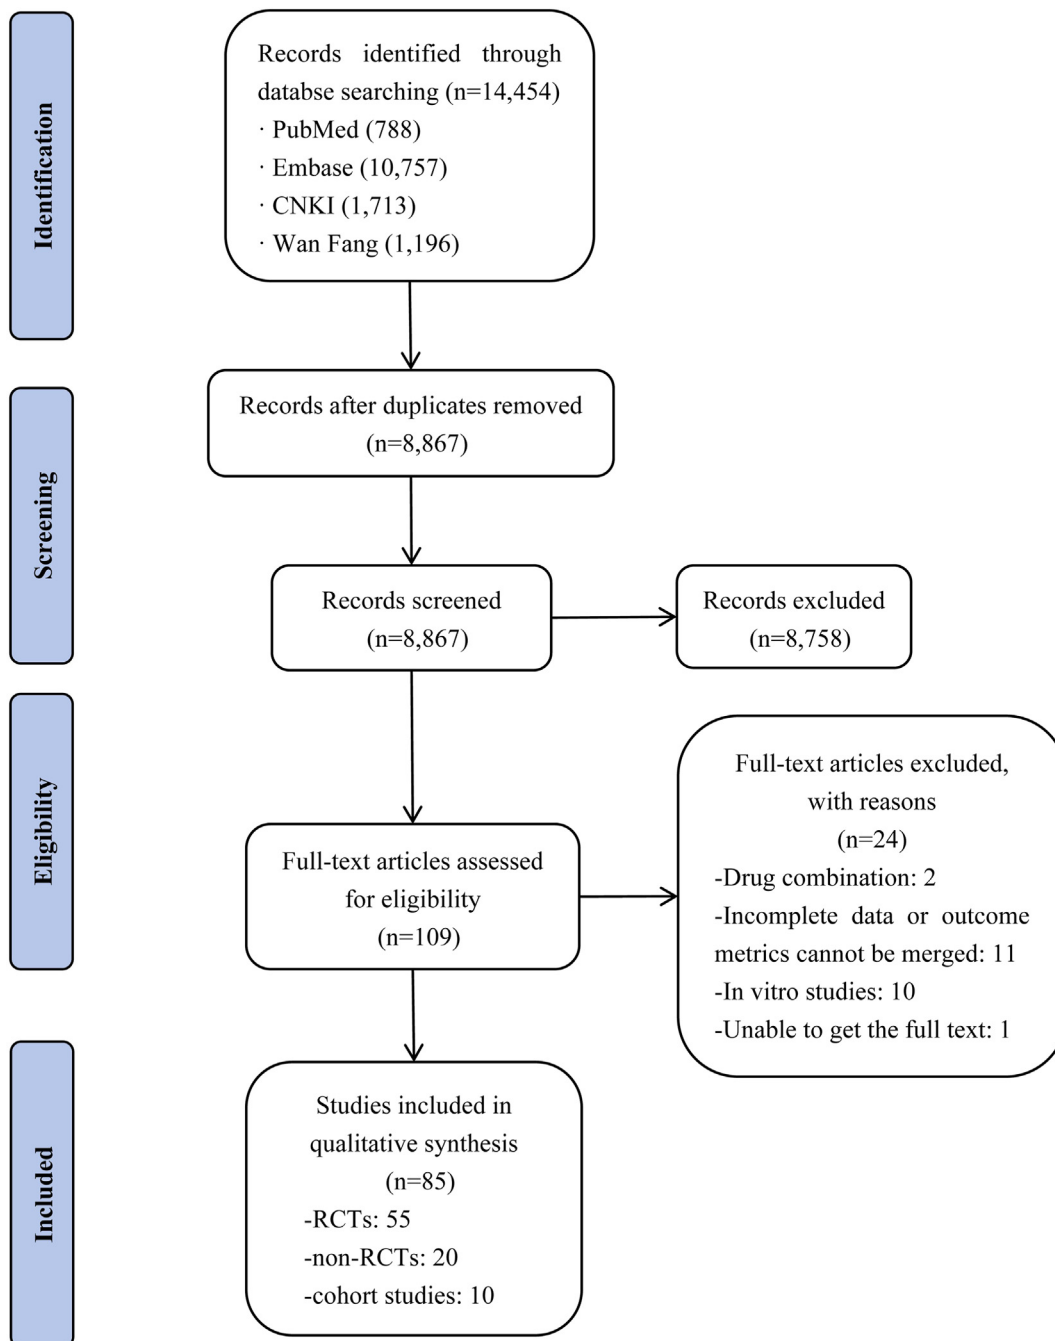 Identification
Records identified through
databse searching (n=14,454)
· PubMed (788)
· Embase (10,757)
· CNKI (1,713)
· Wan Fang (1,196)
Screening
Records after duplicates removed
(n=8,867)
Records screened
(n=8,867)
Records excluded
(n=8,758)
Eligibility
Full-text articles assessed
for eligibility
(n=109)
Full-text articles excluded,
with reasons
(n=24)
-Drug combination: 2
-Incomplete data or outcome
metrics cannot be merged: 11
-In vitro studies: 10
-Unable to get the full text: 1
Included
Studies included in
qualitative synthesis
(n=85)
-RCTs: 55
-non-RCTs: 20
-cohort studies: 10